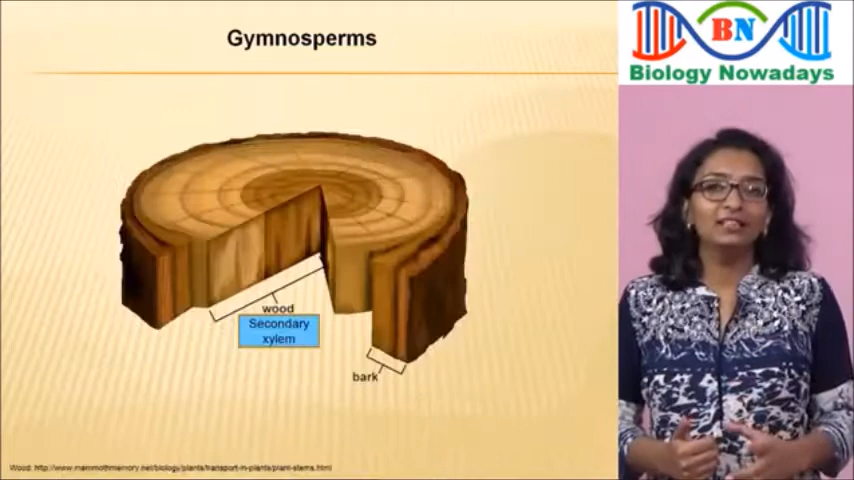 Gymnosperms
BN
Biology Nowadays
wood
Secondary
xylem
bark
Wood: http://www.mammothmemory.net/biology/plants/transport-in-plants/plant-stems.html